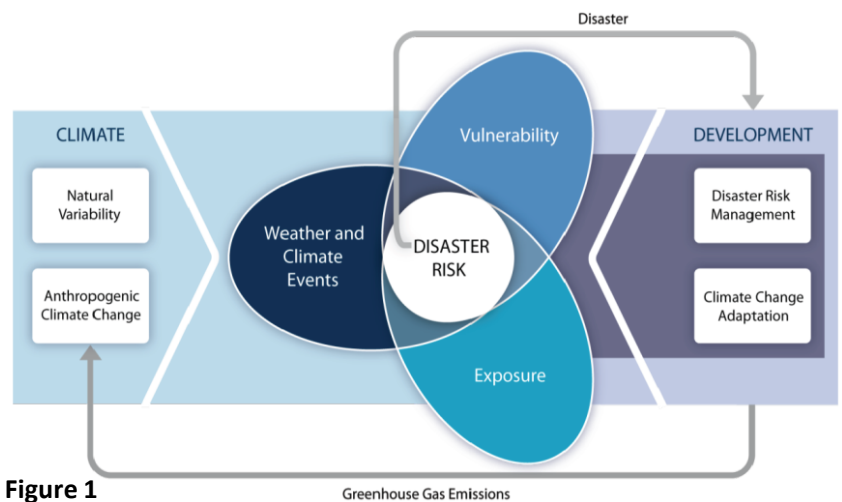 Disaster
CLIMATE
Natural
Variability
Anthropogenic
Climate Change
Weather and
Climate
Events
DISASTER
RISK
Vulnerability
Exposure
DEVELOPMENT
Disaster Risk
Management
Climate Change
Adaptation
Figure 1
Greenhouse Gas Emissions